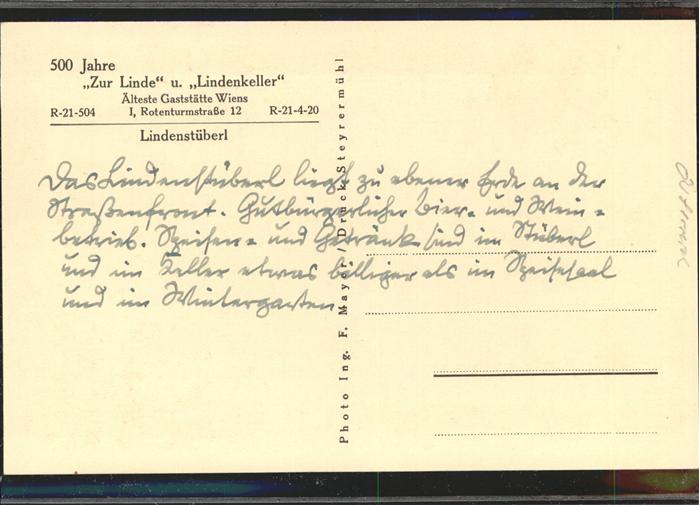 500 Jahre
„Zur Linde“ u. „Lindenkeller“
Älteste Gaststätte Wiens
R-21-504 I, Rotenturmstraße 12 R-21-4-20
Lindenstüberl
Das Lindenstüberl liegt zu ebener Erde an der
Straßenfront. Gutbürgerlicher Bier- und Wein-
betrieb. Speisen- und Getränk sind im Stüberl
und im Keller etwas billiger als im Speisesaal
und im Wintergarten.
Photo Ing. F. Mayer / Druck Steyrermühl